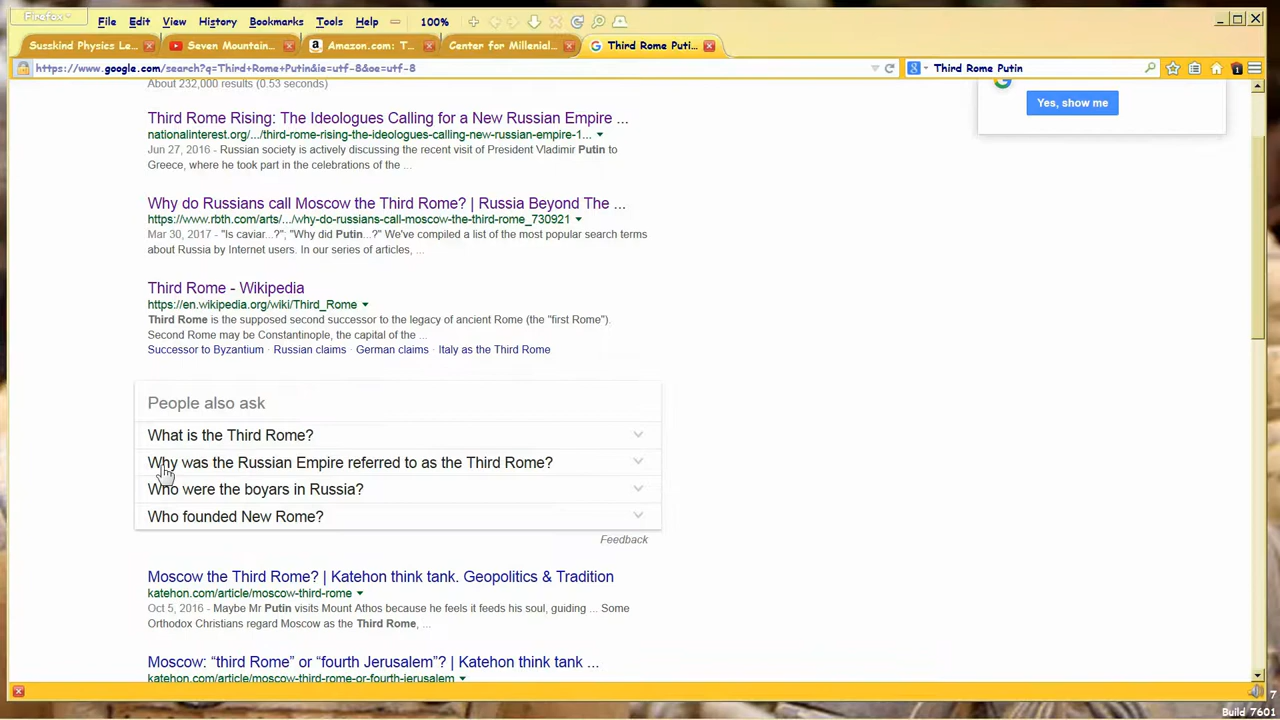 Firefox
File Edit View History Bookmarks Tools Help 100%
Susskind Physics Le... Seven Mountain... Amazon.com: T... Center for Millenial... Third Rome Puti...
https://www.google.com/search?q=Third+Rome+Putin&ie=utf-8&oe=utf-8 Third Rome Putin
About 232,000 results (0.53 seconds)
Yes, show me
Third Rome Rising: The Ideologues Calling for a New Russian Empire ...
nationalinterest.org/.../third-rome-rising-the-ideologues-calling-new-russian-empire-1...
Jun 27, 2016 - Russian society is actively discussing the recent visit of President Vladimir Putin to
Greece, where he took part in the celebrations of the ...
Why do Russians call Moscow the Third Rome? | Russia Beyond The ...
https://www.rbth.com/arts/.../why-do-russians-call-moscow-the-third-rome_730921
Mar 30, 2017 - "Is caviar...?"; "Why did Putin...?" We've compiled a list of the most popular search terms
about Russia by Internet users. In our series of articles, ...
Third Rome - Wikipedia
https://en.wikipedia.org/wiki/Third_Rome
Third Rome is the supposed second successor to the legacy of ancient Rome (the "first Rome").
Second Rome may be Constantinople, the capital of the ...
Successor to Byzantium · Russian claims · German claims · Italy as the Third Rome
People also ask
What is the Third Rome?
Why was the Russian Empire referred to as the Third Rome?
Who were the boyars in Russia?
Who founded New Rome?
Feedback
Moscow the Third Rome? | Katehon think tank. Geopolitics & Tradition
katehon.com/article/moscow-third-rome
Oct 5, 2016 - Maybe Mr Putin visits Mount Athos because he feels it feeds his soul, guiding ... Some
Orthodox Christians regard Moscow as the Third Rome, ...
Moscow: “third Rome” or “fourth Jerusalem”? | Katehon think tank ...
katehon.com/article/moscow-third-rome-or-fourth-jerusalem
7
Build 7601